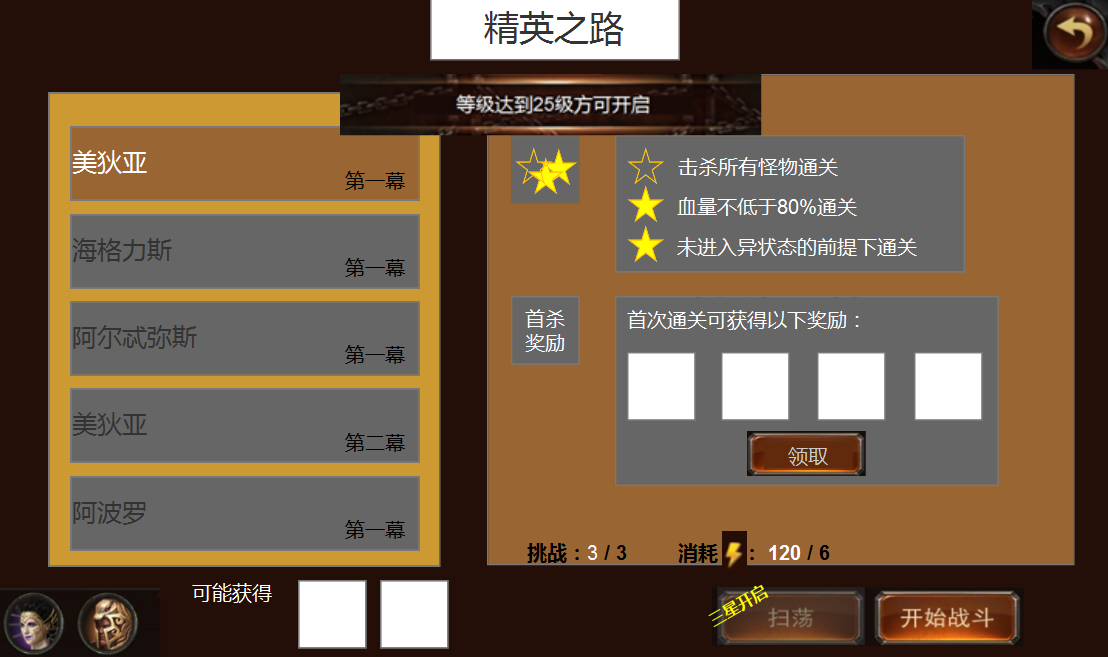 精英之路
等级达到25级方可开启
美狄亚
第一幕
海格力斯
第一幕
阿尔忒弥斯
第一幕
美狄亚
第二幕
阿波罗
第一幕
击杀所有怪物通关
血量不低于80%通关
未进入异状态的前提下通关
首杀
奖励
首次通关可获得以下奖励：
领取
挑战：3 / 3
消耗 ： 120 / 6
可能获得
三星开启
扫荡
开始战斗